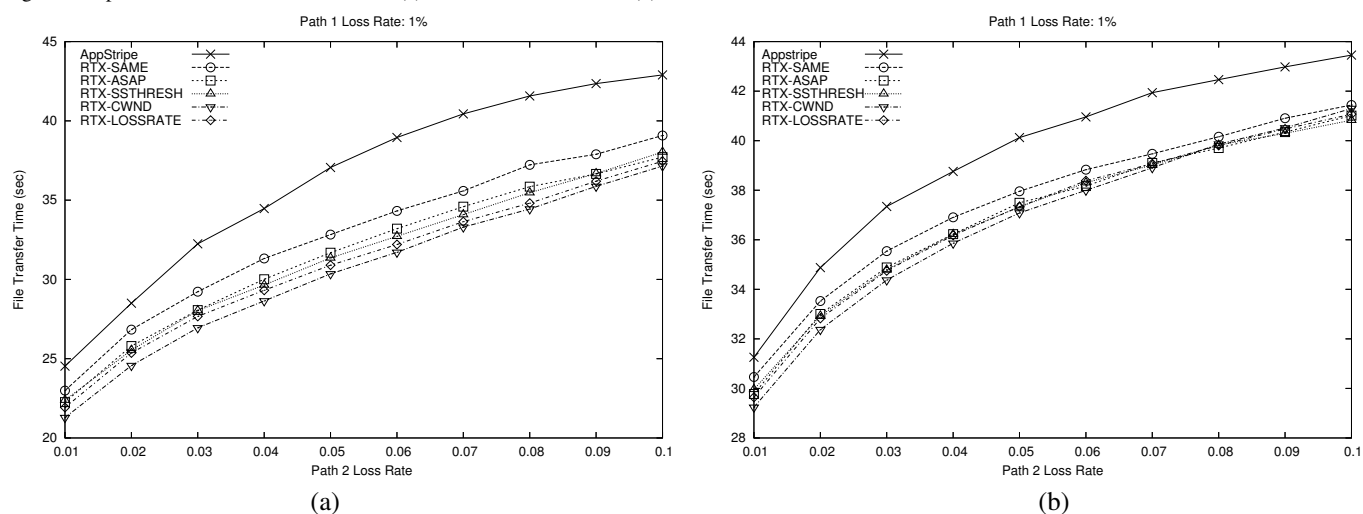 Path 1 Loss Rate: 1%
45
40
35
30
25
20
File Transfer Time (sec)
AppStripe
RTX-SAME
RTX-ASAP
RTX-SSTHRESH
RTX-CWND
RTX-LOSSRATE
0.01 0.02 0.03 0.04 0.05 0.06 0.07 0.08 0.09 0.1
Path 2 Loss Rate
(a)
Path 1 Loss Rate: 1%
44
42
40
38
36
34
32
30
28
File Transfer Time (sec)
Appstripe
RTX-SAME
RTX-ASAP
RTX-SSTHRESH
RTX-CWND
RTX-LOSSRATE
0.01 0.02 0.03 0.04 0.05 0.06 0.07 0.08 0.09 0.1
Path 2 Loss Rate
(b)